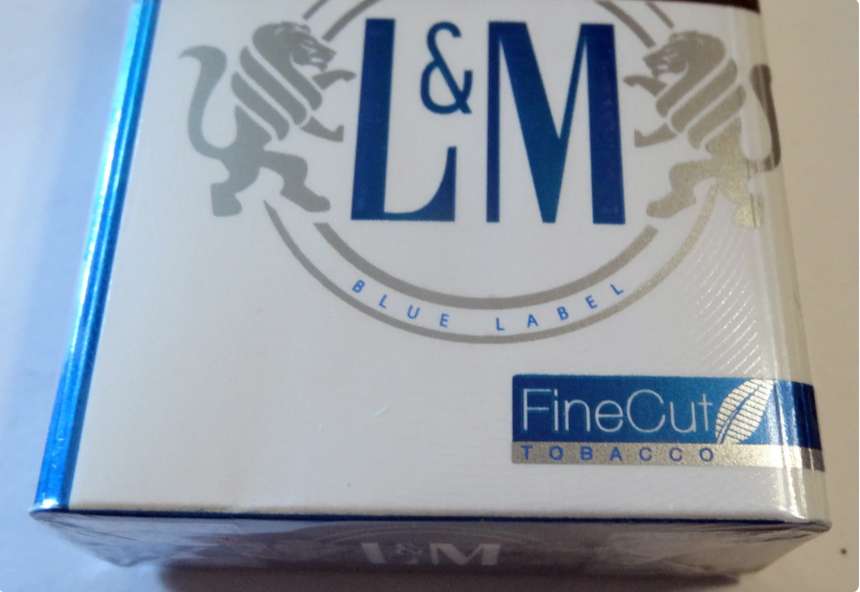 L&M
BLUE LABEL
FineCut
TOBACCO
L&M